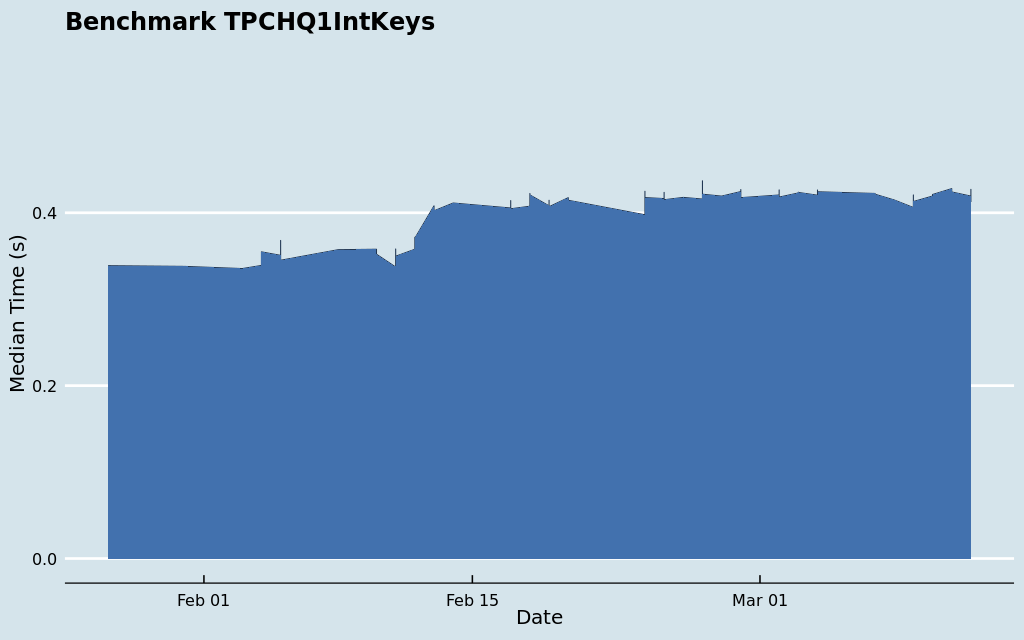 Benchmark TPCHQ1IntKeys
Median Time (s)
0.4
0.2
0.0
Feb 01
Feb 15
Mar 01
Date